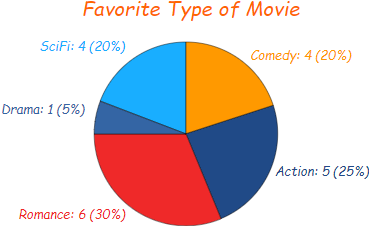 Favorite Type of Movie
SciFi: 4 (20%)
Comedy: 4 (20%)
Drama: 1 (5%)
Action: 5 (25%)
Romance: 6 (30%)